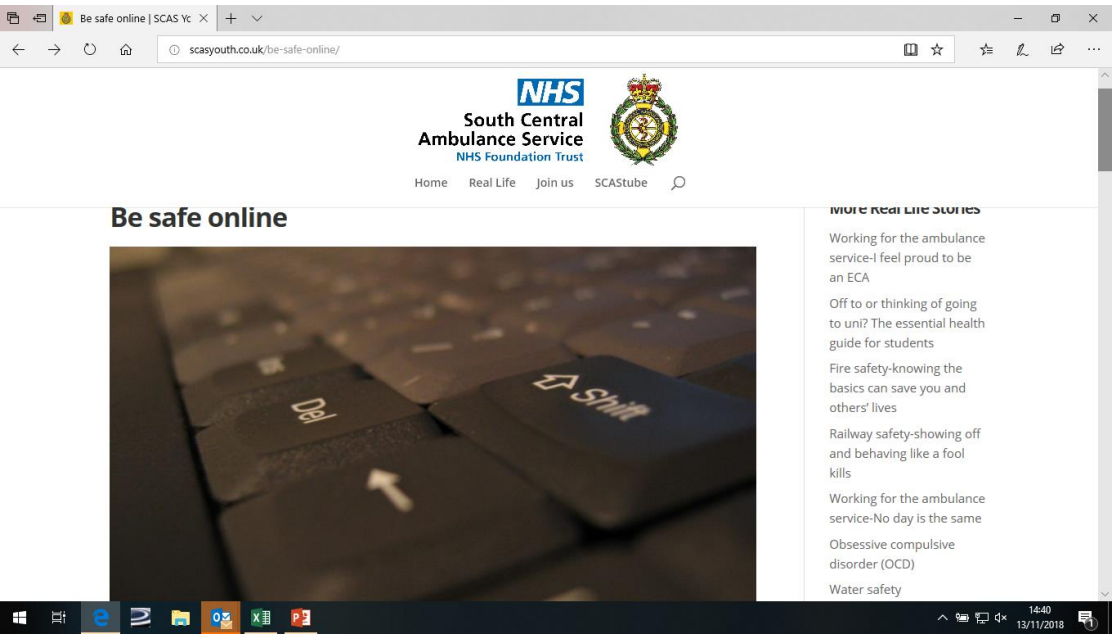 Be safe online | SCAS Yo
scasyouth.co.uk/be-safe-online/
NHS
South Central
Ambulance Service
NHS Foundation Trust
Home Real Life Join us SCAStube
Be safe online
Del
Shift
More Real Life Stories
Working for the ambulance
service-I feel proud to be
an ECA
Off to or thinking of going
to uni? The essential health
guide for students
Fire safety-knowing the
basics can save you and
others’ lives
Railway safety-showing off
and behaving like a fool
kills
Working for the ambulance
service-No day is the same
Obsessive compulsive
disorder (OCD)
Water safety
14:40
13/11/2018